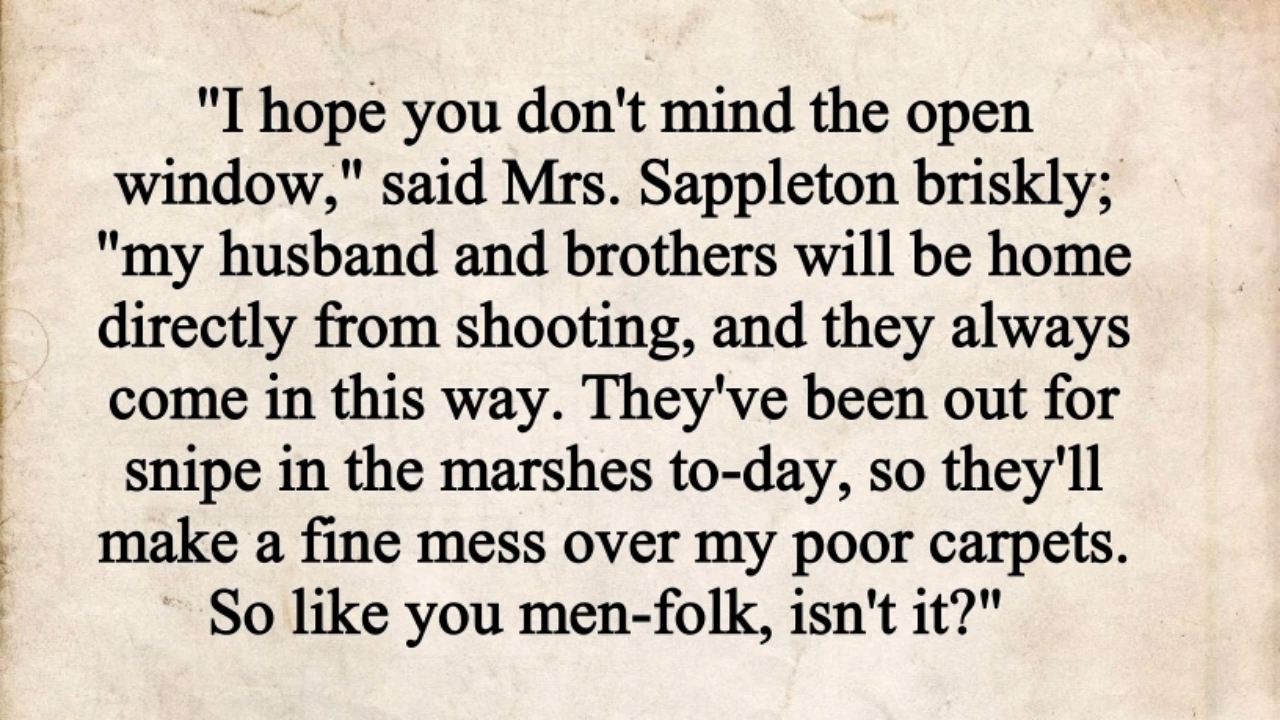 "I hope you don't mind the open
window," said Mrs. Sappleton briskly;
"my husband and brothers will be home
directly from shooting, and they always
come in this way. They've been out for
snipe in the marshes to-day, so they'll
make a fine mess over my poor carpets.
So like you men-folk, isn't it?"